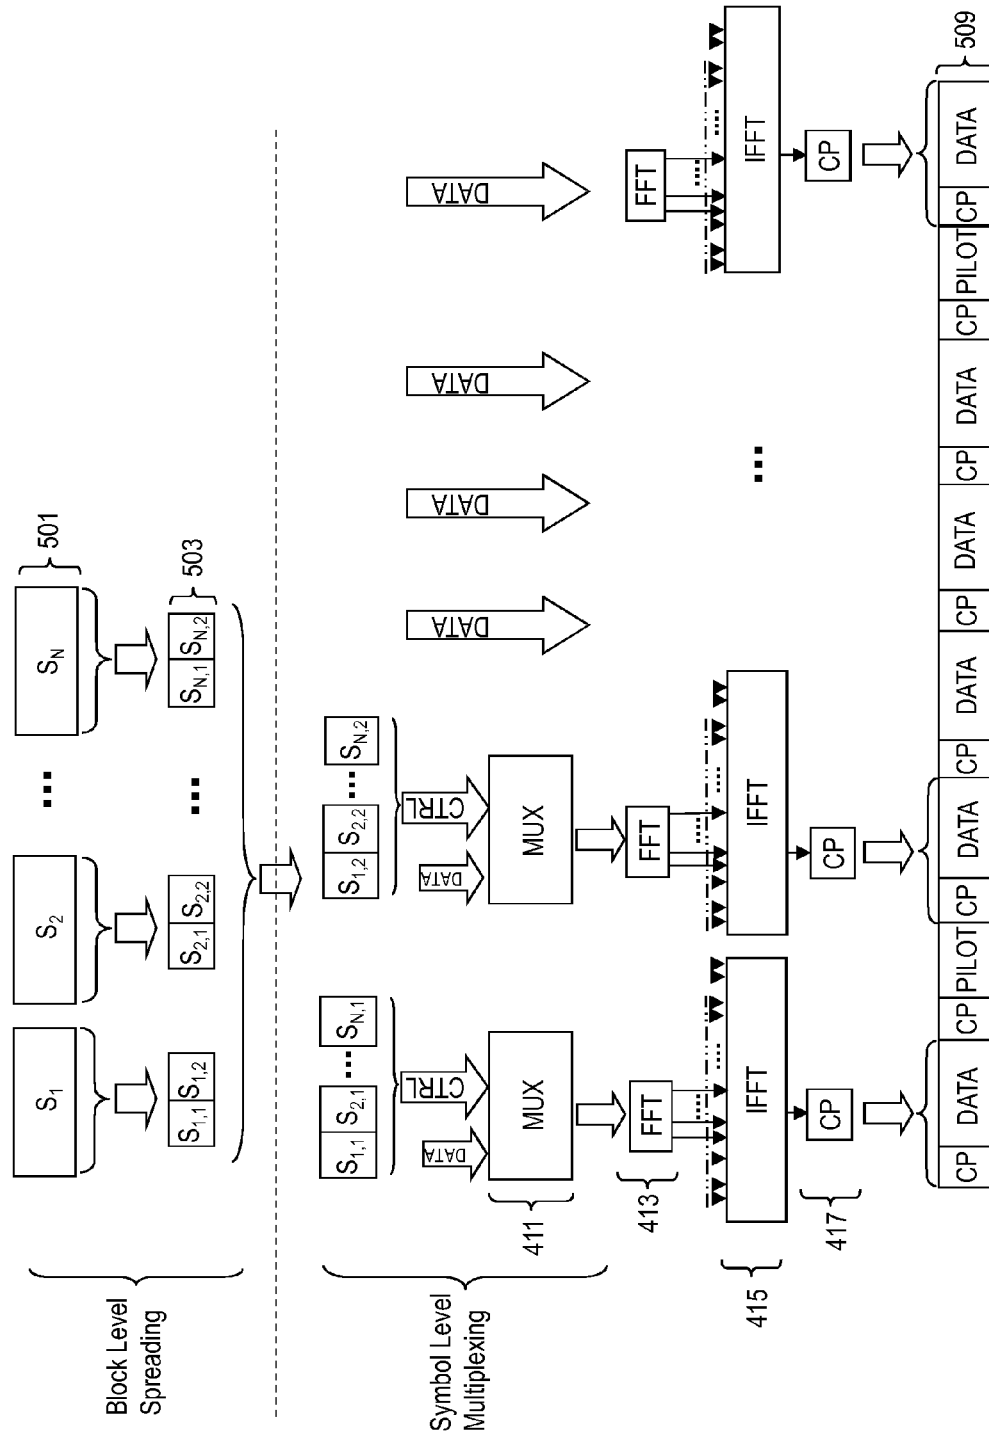 Block Level
Spreading
S1
S2
...
SN
501
S1,1 S1,2
S2,1 S2,2
...
SN,1 SN,2
503
Symbol Level
Multiplexing
S1,1 S2,1 ... SN,1
S1,2 S2,2 ... SN,2
DATA CTRL
DATA CTRL
DATA
DATA
DATA
DATA
411
MUX
MUX
413
FFT
FFT
FFT
415
IFFT
IFFT
...
IFFT
417
CP
CP
CP
CP DATA CP PILOT CP DATA CP DATA CP DATA CP DATA CP PILOT CP DATA
509